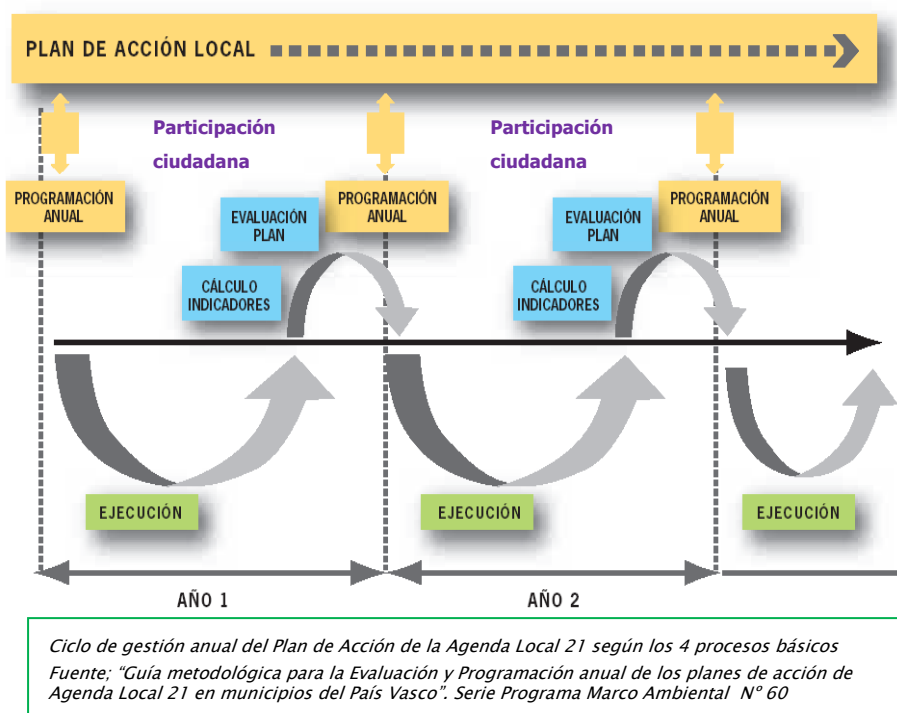 PLAN DE ACCIÓN LOCAL
Participación
ciudadana
Participación
ciudadana
PROGRAMACIÓN
ANUAL
EVALUACIÓN
PLAN
PROGRAMACIÓN
ANUAL
EVALUACIÓN
PLAN
PROGRAMACIÓN
ANUAL
CÁLCULO
INDICADORES
CÁLCULO
INDICADORES
EJECUCIÓN
EJECUCIÓN
EJECUCIÓN
AÑO 1
AÑO 2
Ciclo de gestión anual del Plan de Acción de la Agenda Local 21 según los 4 procesos básicos
Fuente; "Guía metodológica para la Evaluación y Programación anual de los planes de acción de
Agenda Local 21 en municipios del País Vasco". Serie Programa Marco Ambiental Nº 60